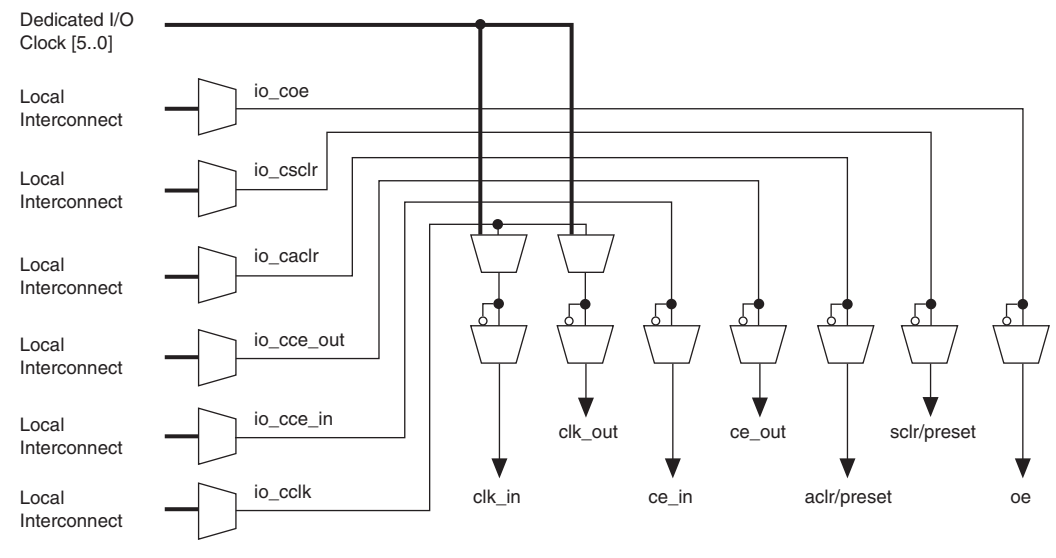 Dedicated I/O
Clock [5..0]
Local
Interconnect
io_coe
Local
Interconnect
io_csclr
Local
Interconnect
io_caclr
Local
Interconnect
io_cce_out
Local
Interconnect
io_cce_in
Local
Interconnect
io_cclk
clk_out
ce_out
sclr/preset
clk_in
ce_in
aclr/preset
oe